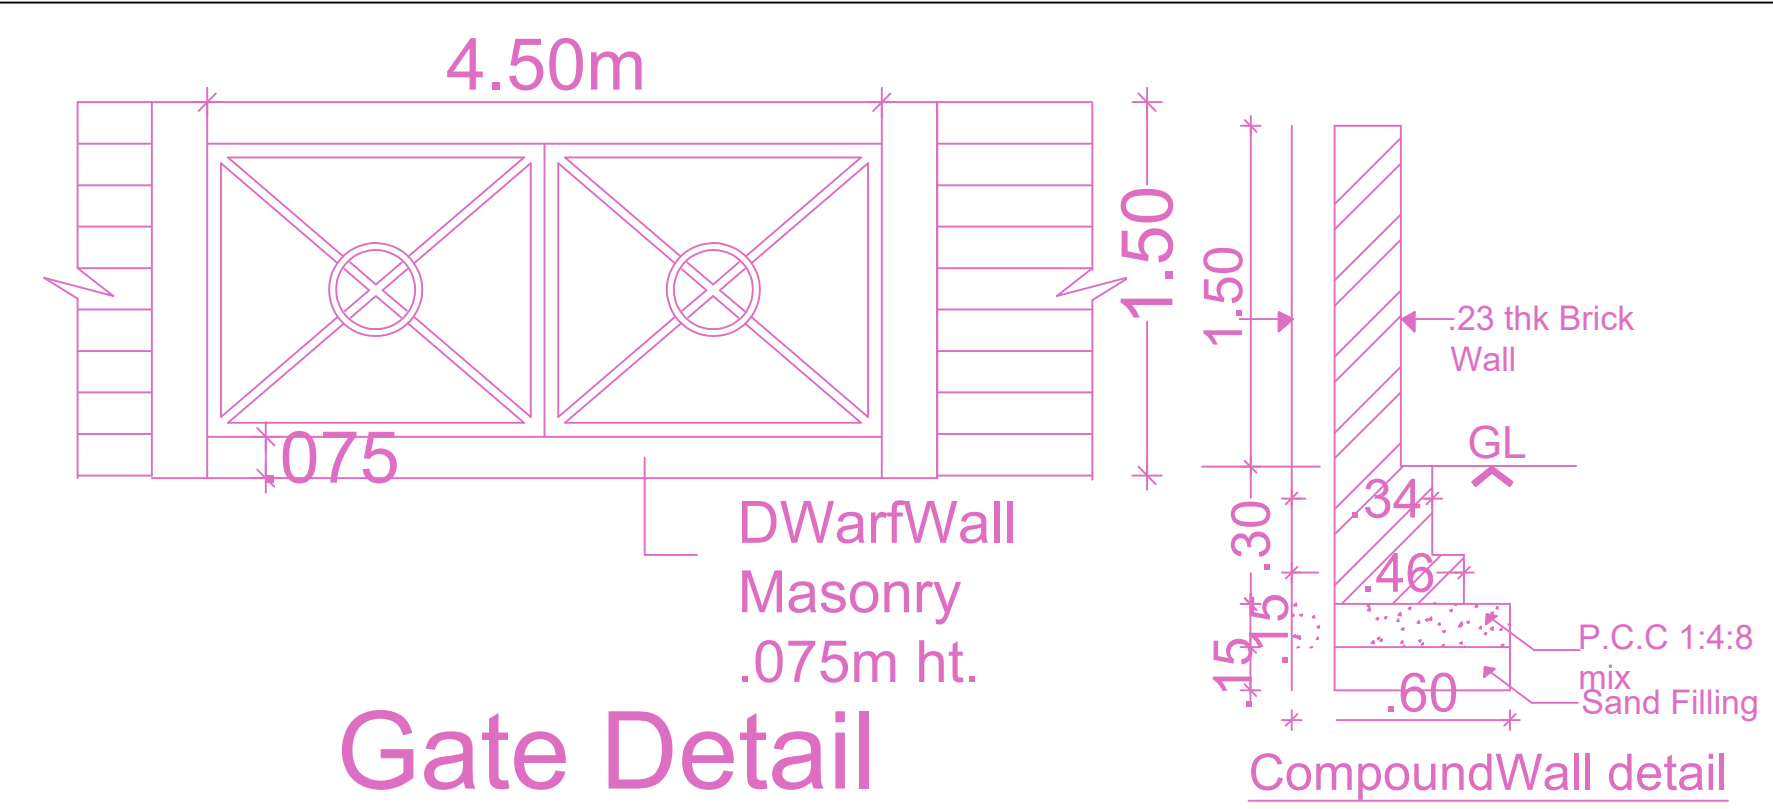 4.50m
1.50
.075
DWarfWall
Masonry
.075m ht.
Gate Detail
1.50
.23 thk Brick
Wall
GL
.34
.30
.46
.15
.15
P.C.C 1:4:8
mix
.60
Sand Filling
CompoundWall detail